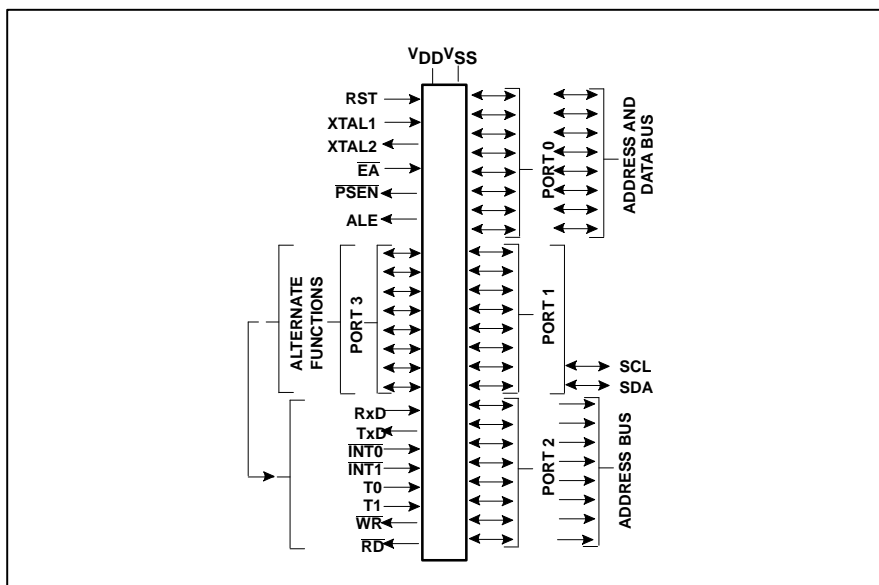 VDD VSS
RST
XTAL1
XTAL2
EA
PSEN
ALE
PORT 0
ADDRESS AND
DATA BUS
ALTERNATE
FUNCTIONS
PORT 3
PORT 1
SCL
SDA
RxD
TxD
INT0
INT1
T0
T1
WR
RD
PORT 2
ADDRESS BUS